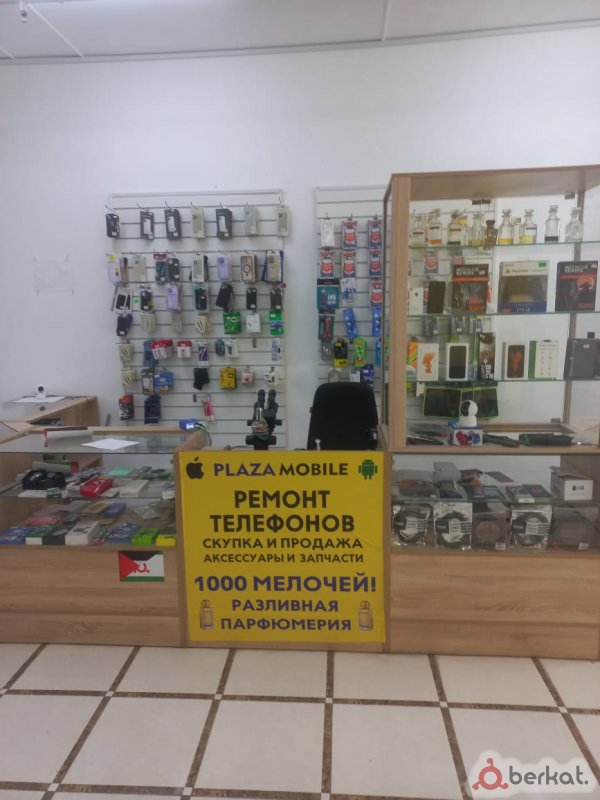 PLAZA MOBILE
РЕМОНТ
ТЕЛЕФОНОВ
СКУПКА И ПРОДАЖА
АКСЕССУАРЫ И ЗАПЧАСТИ
1000 МЕЛОЧЕЙ!
РАЗЛИВНАЯ
ПАРФЮМЕРИЯ
berkat.